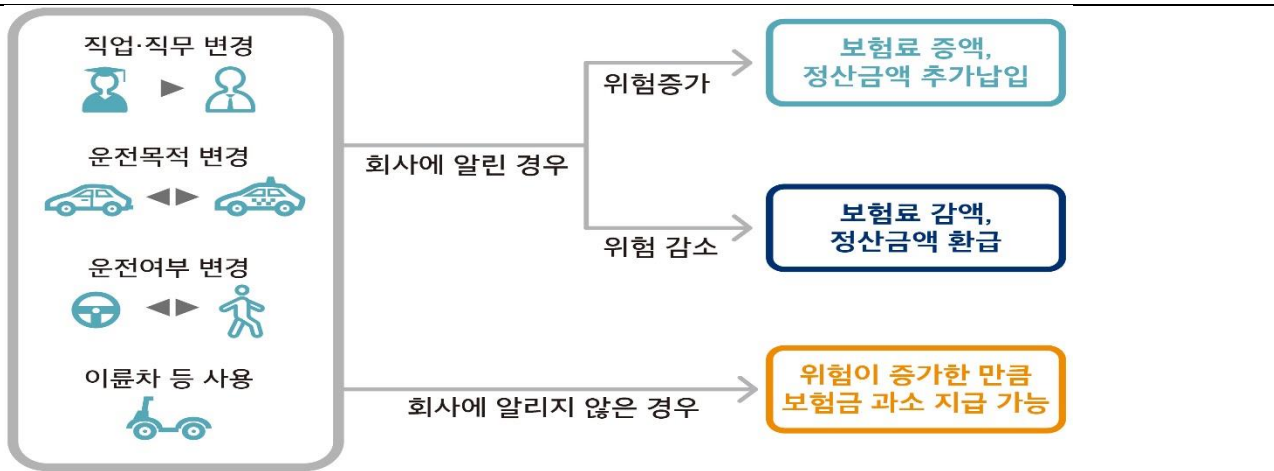 직업·직무 변경
운전목적 변경
운전여부 변경
이륜차 등 사용
회사에 알린 경우
위험증가
보험료 증액,
정산금액 추가납입
위험 감소
보험료 감액,
정산금액 환급
회사에 알리지 않은 경우
위험이 증가한 만큼
보험금 과소 지급 가능